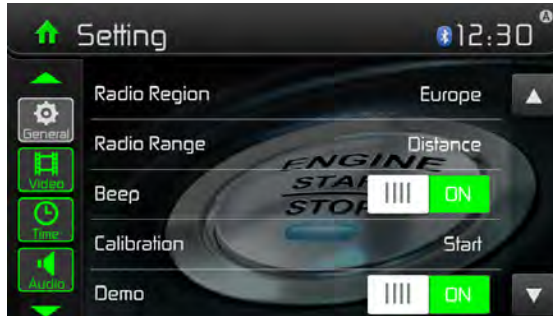 Setting 12:30 A
General
Video
Time
Audio
Radio Region Europe
Radio Range Distance
Beep ON
Calibration Start
Demo ON
ENGINE
START
STOP